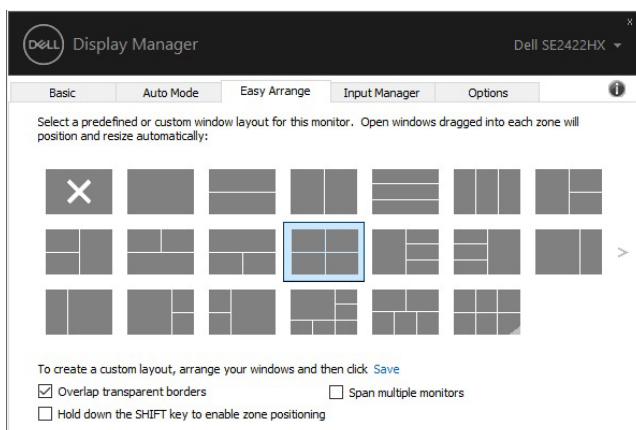 DELL Display Manager Dell SE2422HX
Basic Auto Mode Easy Arrange Input Manager Options
Select a predefined or custom window layout for this monitor. Open windows dragged into each zone will
position and resize automatically:
To create a custom layout, arrange your windows and then click Save
Overlap transparent borders Span multiple monitors
Hold down the SHIFT key to enable zone positioning